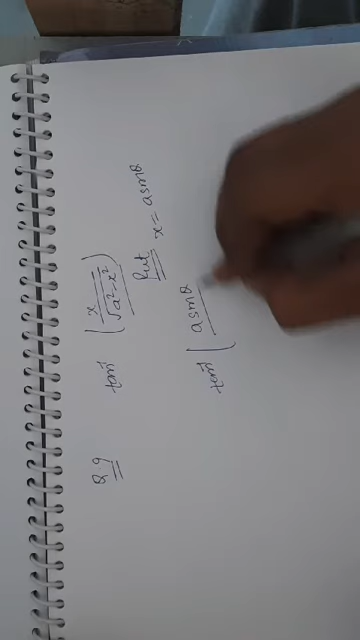 Q 9 tan⁻¹ ( x / √a²-x² )
Put x = a sinθ
tan⁻¹ ( a sinθ